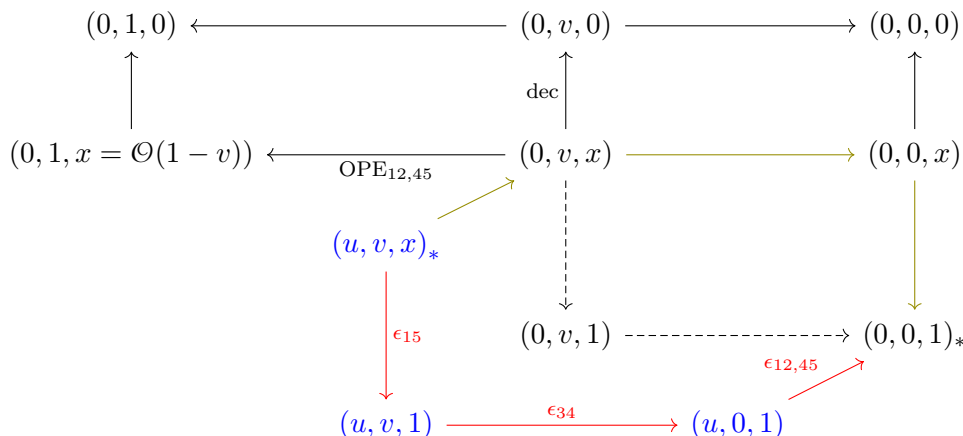 (0, 1, 0) (0, v, 0) (0, 0, 0)
dec
(0, 1, x = 𝒪(1 − v)) (0, v, x) (0, 0, x)
OPE₁₂,₄₅
(u, v, x)∗
ϵ₁₅ (0, v, 1) (0, 0, 1)∗
ϵ₁₂,₄₅
ϵ₃₄
(u, v, 1) (u, 0, 1)